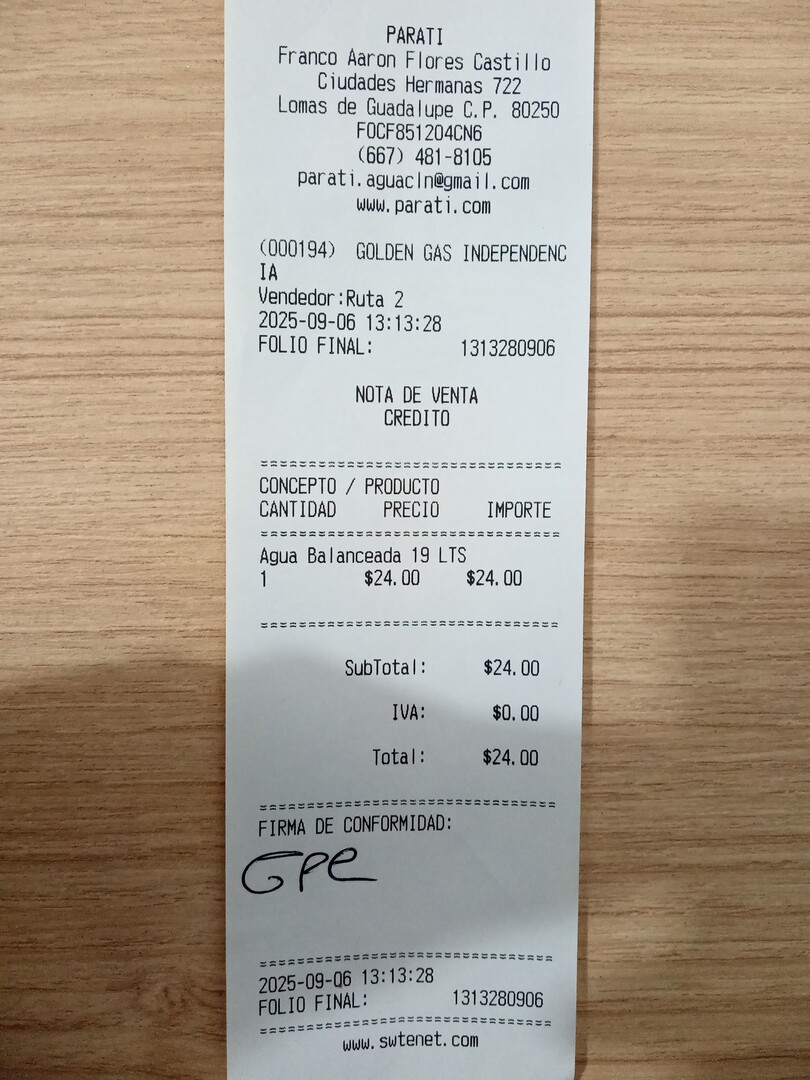 PARATI
Franco Aaron Flores Castillo
Ciudades Hermanas 722
Lomas de Guadalupe C.P. 80250
FOCF851204CN6
(667) 481-8105
parati.aguacln@gmail.com
www.parati.com
(000194) GOLDEN GAS INDEPENDENC
IA
Vendedor:Ruta 2
2025-09-06 13:13:28
FOLIO FINAL: 1313280906
NOTA DE VENTA
CREDITO
==============================
CONCEPTO / PRODUCTO
CANTIDAD PRECIO IMPORTE
==============================
Agua Balanceada 19 LTS
1 $24.00 $24.00
==============================
SubTotal: $24.00
IVA: $0.00
Total: $24.00
==============================
FIRMA DE CONFORMIDAD:
GPE
==============================
2025-09-06 13:13:28
FOLIO FINAL: 1313280906
==============================
www.swtenet.com